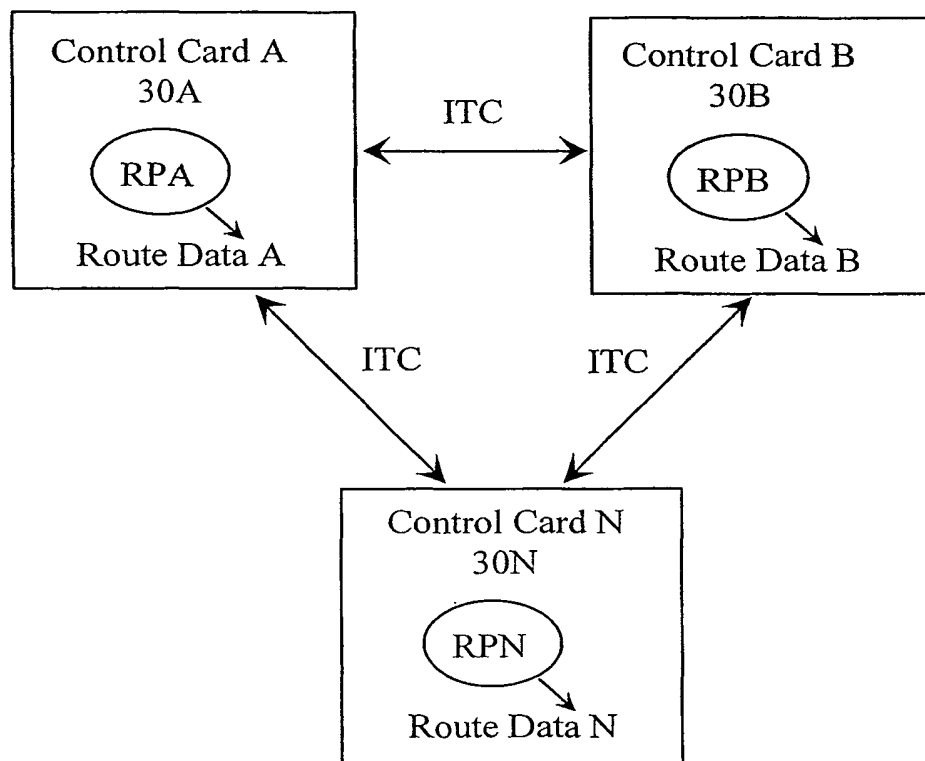 Control Card A
30A
RPA
Route Data A
ITC
Control Card B
30B
RPB
Route Data B
ITC
ITC
Control Card N
30N
RPN
Route Data N